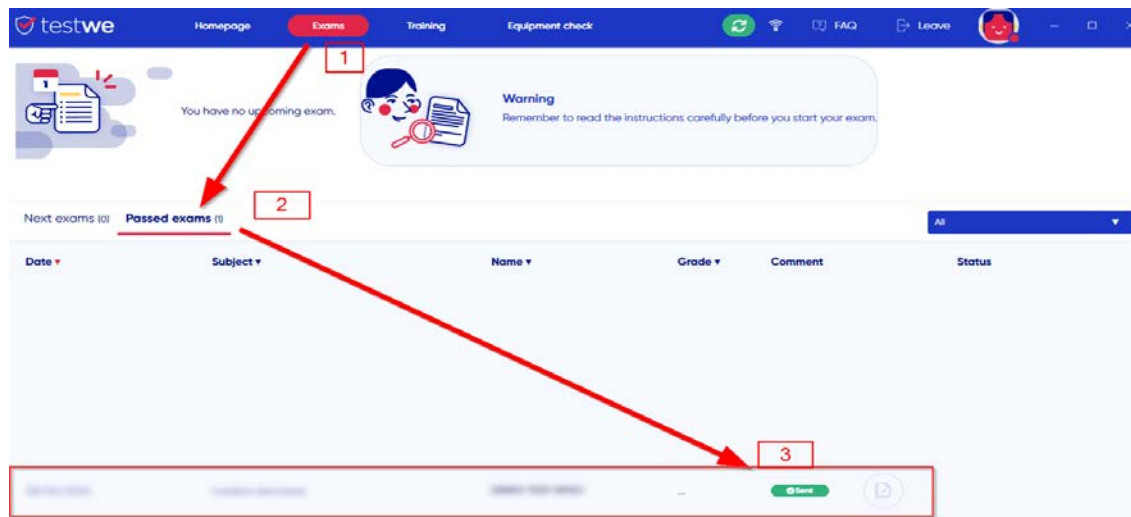 testwe Homepage Exams Training Equipment check FAQ Leave
1
1
You have no upcoming exam.
Warning
Remember to read the instructions carefully before you start your exam.
2
Next exams (0) Passed exams (1) All
Date Subject Name Grade Comment Status
3
... Sent